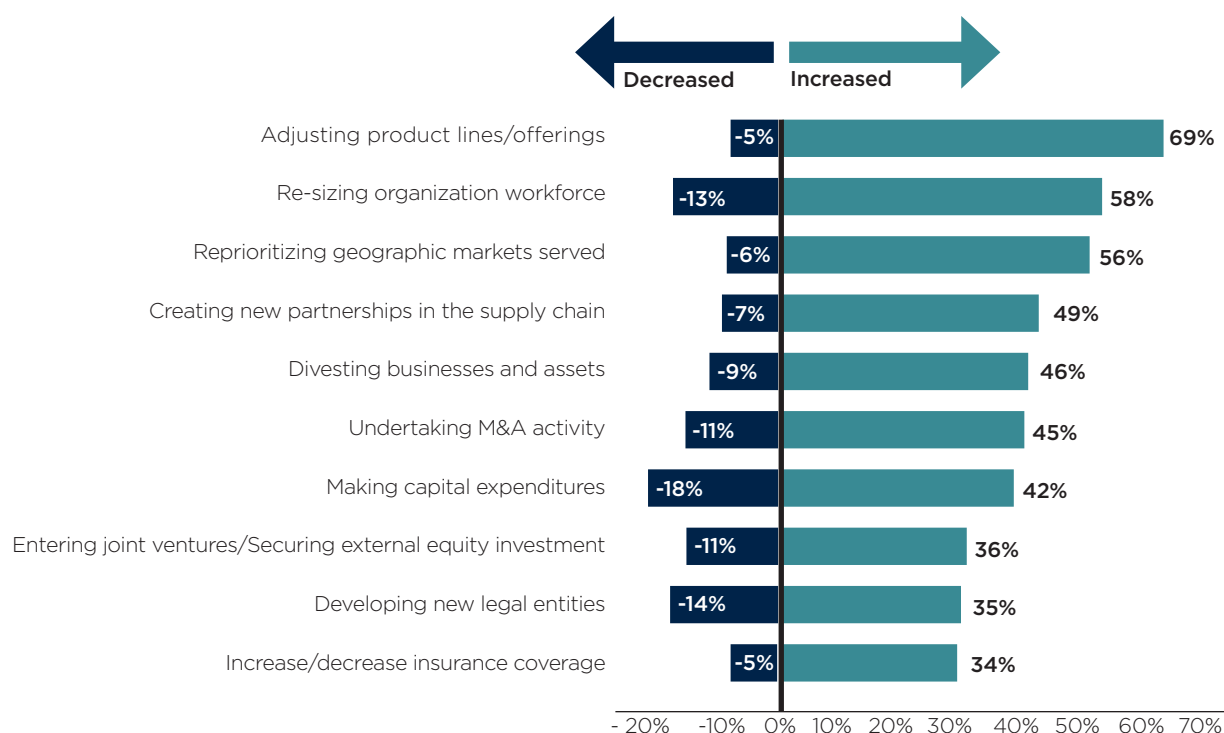 Decreased Increased
Adjusting product lines/offerings -5% 69%
Re-sizing organization workforce -13% 58%
Reprioritizing geographic markets served -6% 56%
Creating new partnerships in the supply chain -7% 49%
Divesting businesses and assets -9% 46%
Undertaking M&A activity -11% 45%
Making capital expenditures -18% 42%
Entering joint ventures/Securing external equity investment -11% 36%
Developing new legal entities -14% 35%
Increase/decrease insurance coverage -5% 34%
- 20% -10% 0% 10% 20% 30% 40% 50% 60% 70%